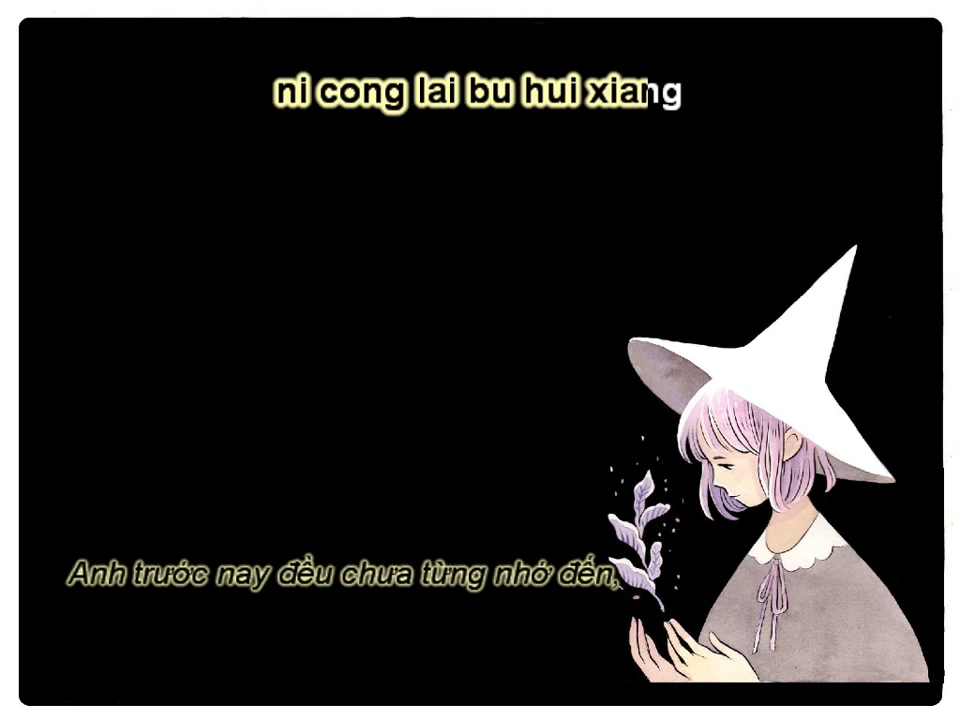 ni cong lai bu hui xiang
Anh trước nay đều chưa từng nhớ đến,